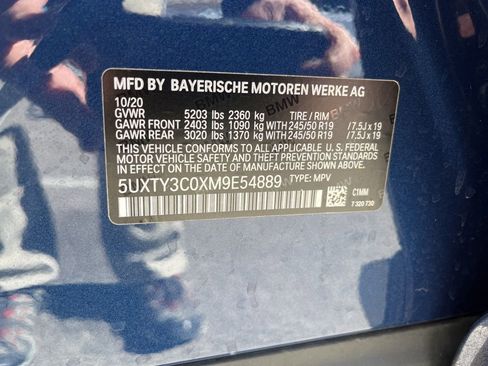 MFD BY BAYERISCHE MOTOREN WERKE AG
10/20
GVWR 5203 lbs 2360 kg TIRE / RIM
GAWR FRONT 2403 lbs 1090 kg WITH 245/50 R19 /7.5J x 19
GAWR REAR 3020 lbs 1370 kg WITH 245/50 R19 /7.5J x 19
THIS VEHICLE CONFORMS TO ALL APPLICABLE U. S. FEDERAL
MOTOR VEHICLE SAFETY, BUMPER, AND THEFT PREVENTION
STANDARDS IN EFFECT ON THE DATE OF MANUFACTURE SHOWN
ABOVE.
5UXTY3C0XM9E54889 TYPE: MPV
C1MM
7 320 730